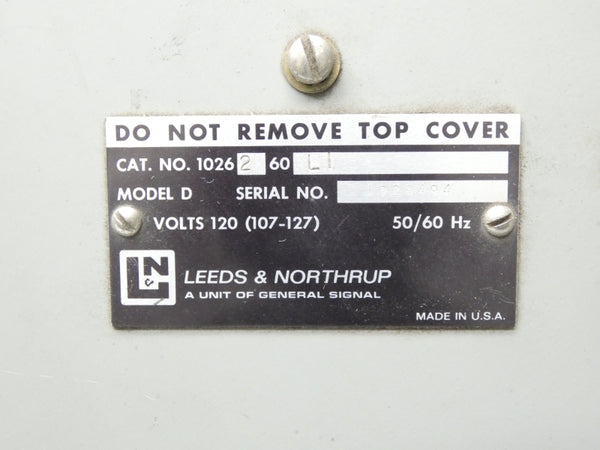 DO NOT REMOVE TOP COVER
CAT. NO. 1026 2 60 L1
MODEL D SERIAL NO.
VOLTS 120 (107-127) 50/60 Hz
L&N LEEDS & NORTHRUP
A UNIT OF GENERAL SIGNAL
MADE IN U.S.A.